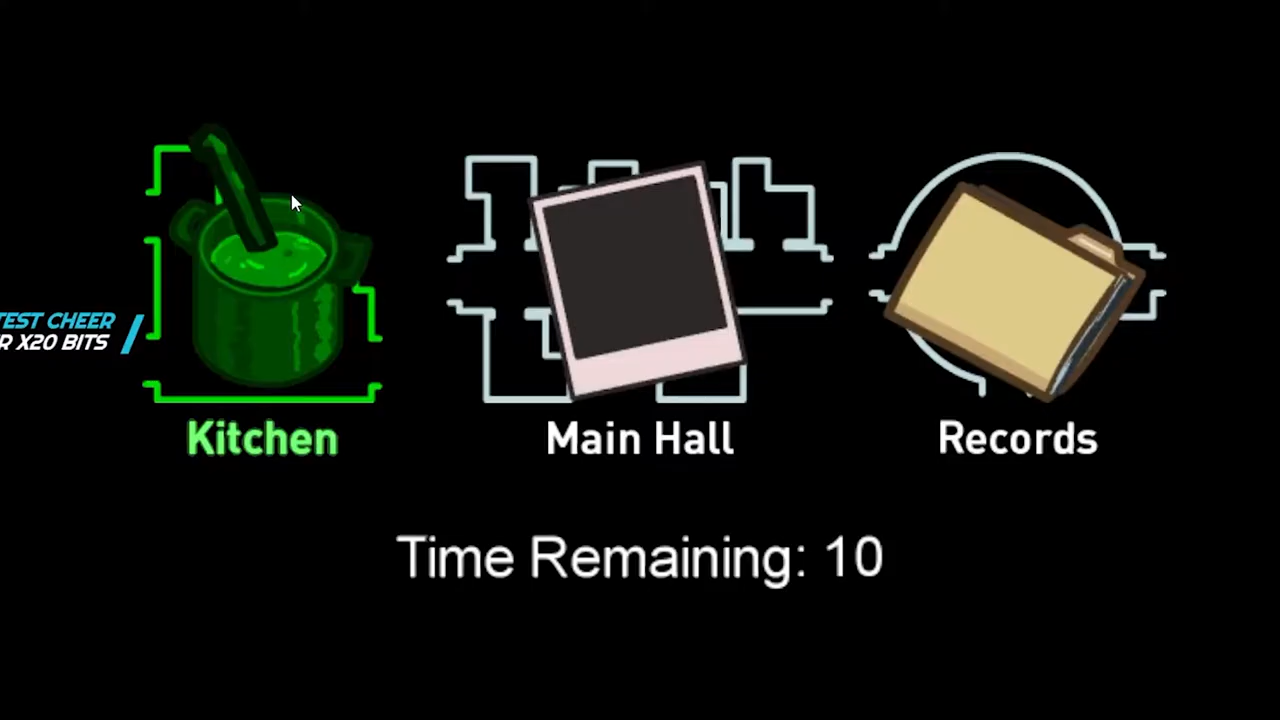 TEST CHEER
R X20 BITS
Kitchen
Main Hall
Records
Time Remaining: 10